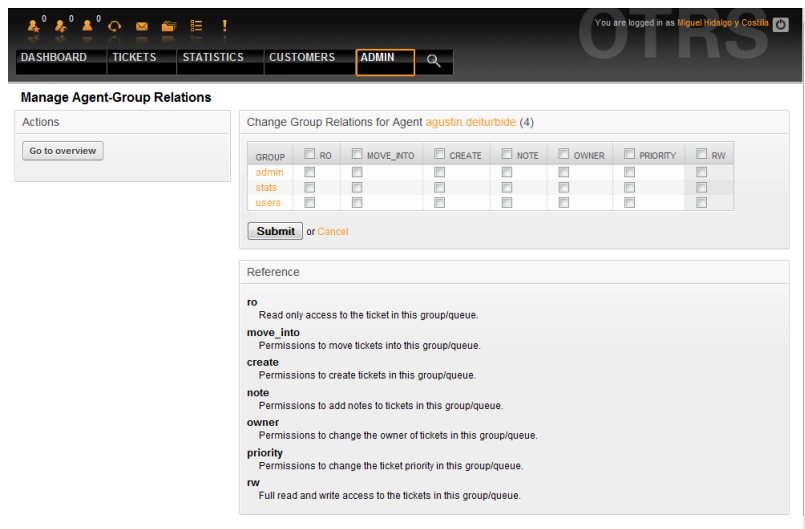 0 0 0
You are logged in as Miguel Hidalgo y Costilla
OTRS
DASHBOARD TICKETS STATISTICS CUSTOMERS ADMIN
Manage Agent-Group Relations
Actions
Go to overview
Change Group Relations for Agent agustin.deiturbide (4)
GROUP RO MOVE_INTO CREATE NOTE OWNER PRIORITY RW
admin
stats
users
Submit or Cancel
Reference
ro
Read only access to the ticket in this group/queue.
move_into
Permissions to move tickets into this group/queue.
create
Permissions to create tickets in this group/queue.
note
Permissions to add notes to tickets in this group/queue.
owner
Permissions to change the owner of tickets in this group/queue.
priority
Permissions to change the ticket priority in this group/queue.
rw
Full read and write access to the tickets in this group/queue.